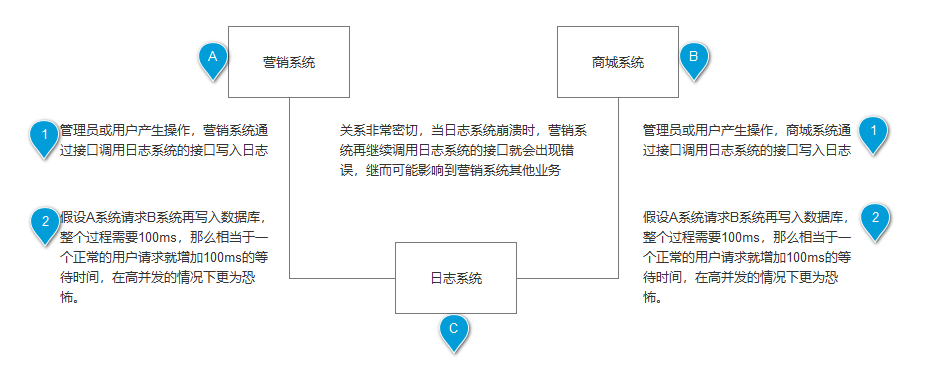 A
营销系统
商城系统
B
1
管理员或用户产生操作，营销系统通
过接口调用日志系统的接口写入日志
关系非常密切，当日志系统崩溃时，营销系
统再继续调用日志系统的接口就会出现错
误，继而可能影响到营销系统其他业务
管理员或用户产生操作，商城系统通
过接口调用日志系统的接口写入日志
1
2
假设A系统请求B系统再写入数据库，
整个过程需要100ms，那么相当于一
个正常的用户请求就增加100ms的等
待时间，在高并发的情况下更为恐
怖。
假设A系统请求B系统再写入数据库，
整个过程需要100ms，那么相当于一
个正常的用户请求就增加100ms的等
待时间，在高并发的情况下更为恐
怖。
2
日志系统
C